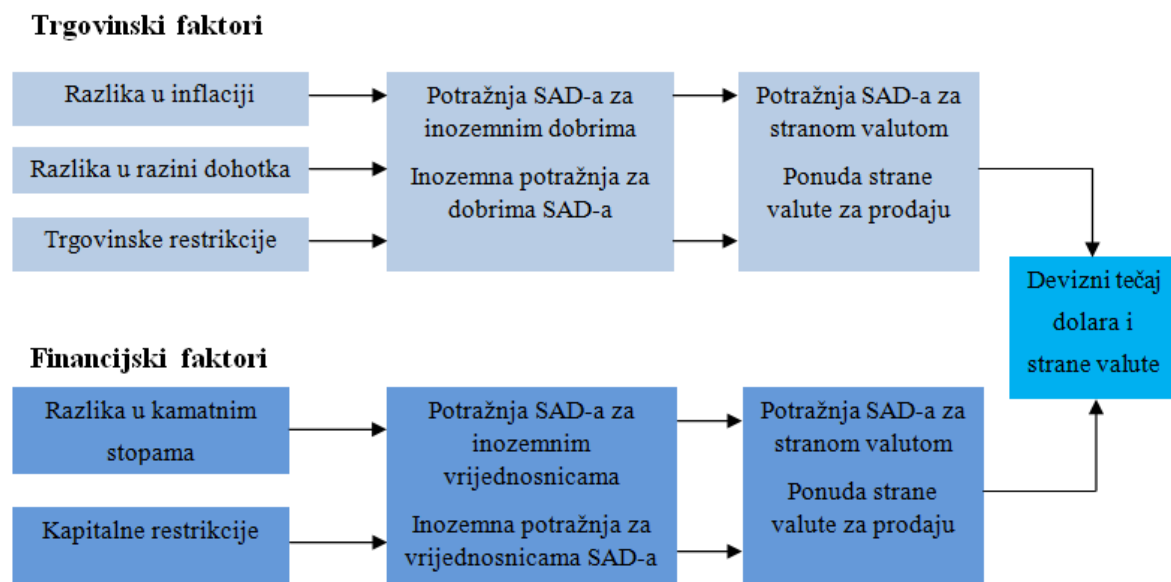 Trgovinski faktori
Razlika u inflaciji
Razlika u razini dohotka
Trgovinske restrikcije
Potražnja SAD-a za
inozemnim dobrima
Inozemna potražnja za
dobrima SAD-a
Potražnja SAD-a za
stranom valutom
Ponuda strane
valute za prodaju
Devizni tečaj
dolara i
strane valute
Financijski faktori
Razlika u kamatnim
stopama
Kapitalne restrikcije
Potražnja SAD-a za
inozemnim
vrijednosnicama
Inozemna potražnja za
vrijednosnicama SAD-a
Potražnja SAD-a za
stranom valutom
Ponuda strane
valute za prodaju